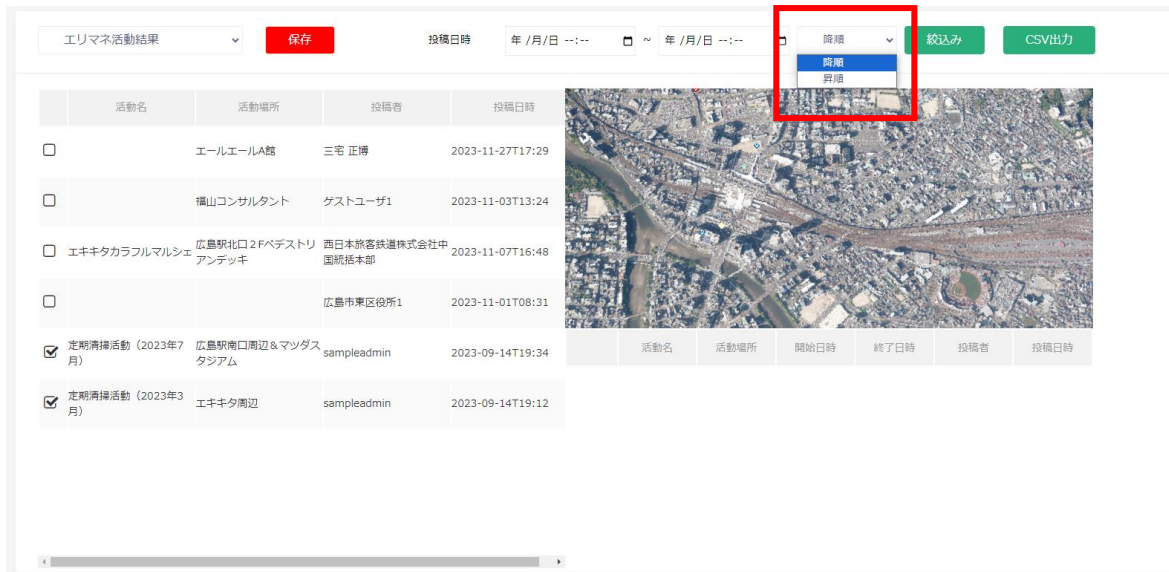 エリマネ活動結果
保存
投稿日時
年 /月/日 --:--
~
年 /月/日 --:--
降順
絞込み
CSV出力
降順
昇順
活動名 活動場所 投稿者 投稿日時
エールエールA館 三宅 正博 2023-11-27T17:29
福山コンサルタント ゲストユーザ1 2023-11-03T13:24
エキキタカラフルマルシェ
広島駅北口2Fペデストリ
アンデッキ
西日本旅客鉄道株式会社中
国統括本部
2023-11-07T16:48
広島市東区役所1 2023-11-01T08:31
定期清掃活動（2023年7
月）
広島駅南口周辺&マツダス
タジアム
sampleadmin
2023-09-14T19:34
定期清掃活動（2023年3
月）
エキキタ周辺
sampleadmin
2023-09-14T19:12
活動名 活動場所 開始日時 終了日時 投稿者 投稿日時